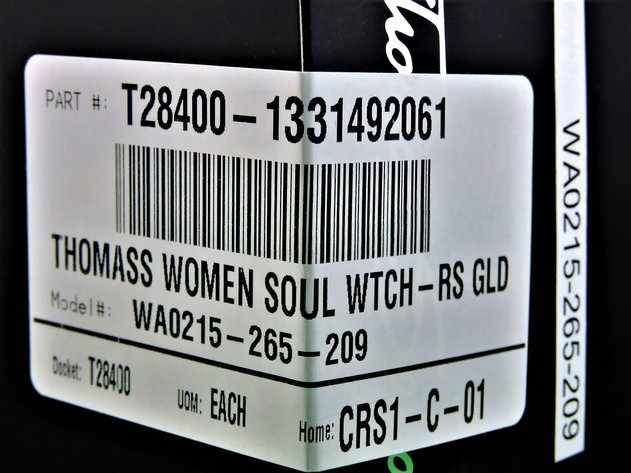 PART #: T28400-1331492061
THOMASS WOMEN SOUL WTCH-RS GLD
Model#: WA0215-265-209
Docket: T28400 UOM: EACH Home: CRS1-C-01
WA0215-265-209